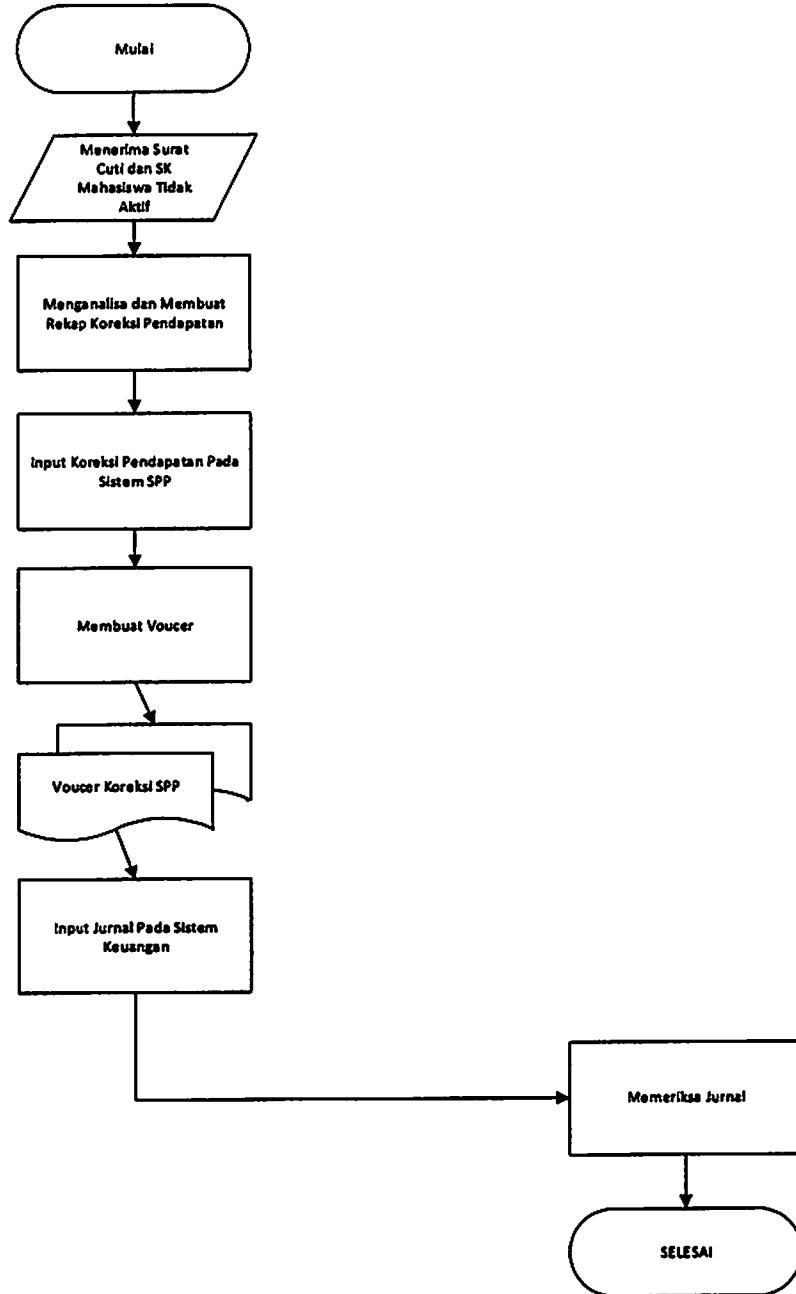 Mulai
Menerima Surat
Cuti dan SK
Mahasiswa Tidak
Aktif
Menganalisa dan Membuat
Rekap Koreksi Pendapatan
Input Koreksi Pendapatan Pada
Sistem SPP
Membuat Voucer
Voucer Koreksi SPP
Input Jurnal Pada Sistem
Keuangan
Memeriksa Jurnal
SELESAI